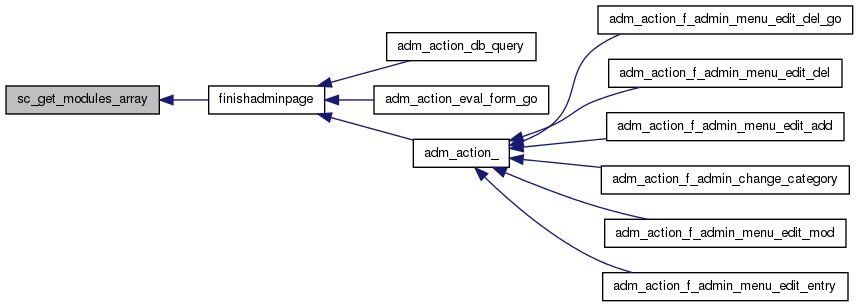 sc_get_modules_array
finishadminpage
adm_action_db_query
adm_action_eval_form_go
adm_action_
adm_action_f_admin_menu_edit_del_go
adm_action_f_admin_menu_edit_del
adm_action_f_admin_menu_edit_add
adm_action_f_admin_change_category
adm_action_f_admin_menu_edit_mod
adm_action_f_admin_menu_edit_entry